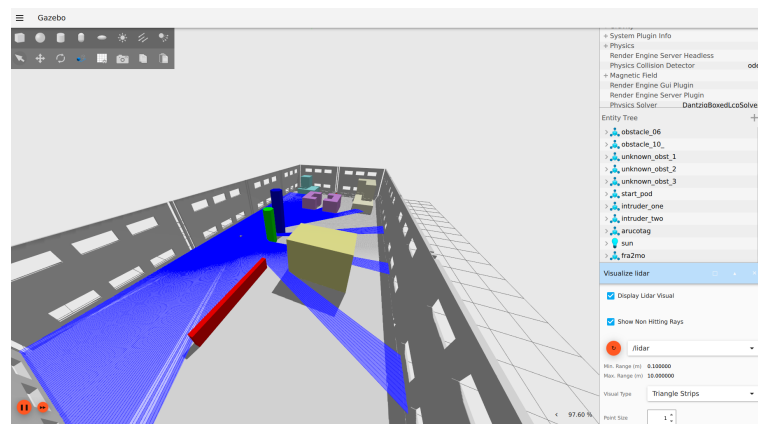 Gazebo
System Plugin Info
Physics
Render Engine Server Headless
Physics Collision Detector ode
Magnetic Field
Render Engine Gui Plugin
Render Engine Server Plugin
Physics Solver DantzigBoxedLcpSolve
Entity Tree
obstacle_06
obstacle_10_
unknown_obst_1
unknown_obst_2
unknown_obst_3
start_pod
intruder_one
intruder_two
arucotag
sun
fra2mo
Visualize lidar
Display Lidar Visual
Show Non Hitting Rays
/lidar
Min. Range (m) 0.100000
Max. Range (m) 10.000000
Visual Type Triangle Strips
97.60 %
Point Size 1